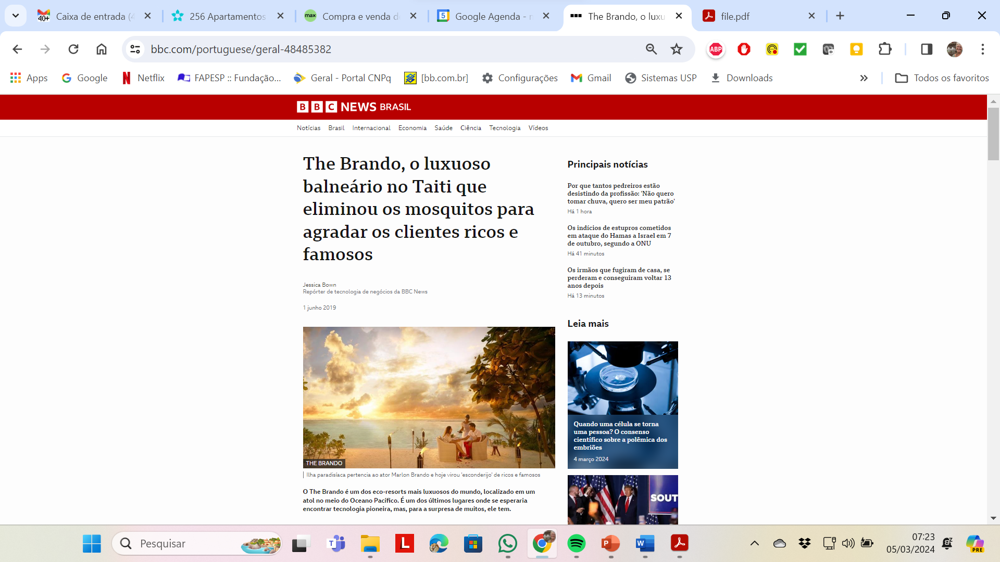 Caixa de entrada (4
256 Apartamentos
max
Compra e venda d
5
Google Agenda - n
The Brando, o luxu
file.pdf
bbc.com/portuguese/geral-48485382
ABP
Apps
Google
Netflix
FAPESP :: Fundação...
Geral - Portal CNPq
[bb.com.br]
Configurações
Gmail
Sistemas USP
Downloads
Todos os favoritos
BBC NEWS BRASIL
Notícias
Brasil
Internacional
Economia
Saúde
Ciência
Tecnologia
Vídeos
The Brando, o luxuoso
balneário no Taiti que
eliminou os mosquitos para
agradar os clientes ricos e
famosos
Jessica Bown
Repórter de tecnologia de negócios da BBC News
1 junho 2019
THE BRANDO
Ilha paradisíaca pertencia ao ator Marlon Brando e hoje virou 'esconderijo' de ricos e famosos
O The Brando é um dos eco-resorts mais luxuosos do mundo, localizado em um
atol no meio do Oceano Pacífico. É um dos últimos lugares onde se esperaria
encontrar tecnologia pioneira, mas, para a surpresa de muitos, ele tem.
Principais notícias
Por que tantos pedreiros estão
desistindo da profissão: 'Não quero
tomar chuva, quero ser meu patrão'
Há 1 hora
Os indícios de estupros cometidos
em ataque do Hamas a Israel em 7
de outubro, segundo a ONU
Há 41 minutos
Os irmãos que fugiram de casa, se
perderam e conseguiram voltar 13
anos depois
Há 13 minutos
Leia mais
Quando uma célula se torna
uma pessoa? O consenso
científico sobre a polêmica dos
embriões
4 março 2024
SOUT
Pesquisar
07:23
05/03/2024
PRE